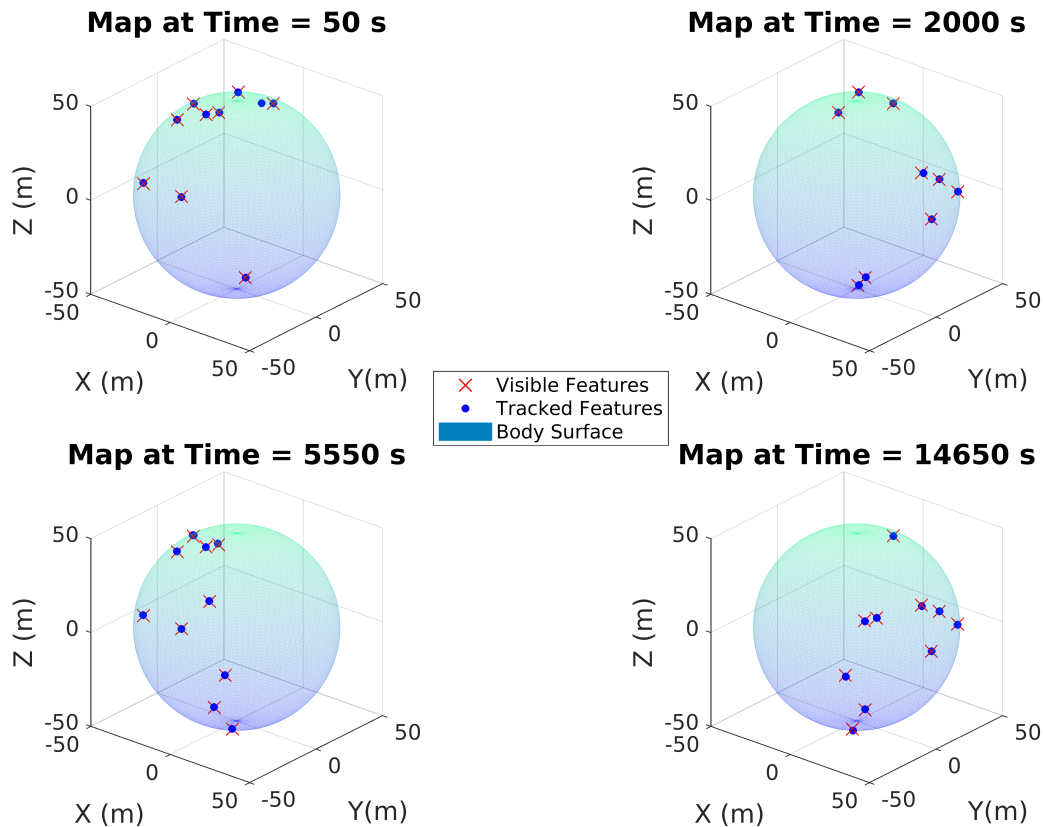 Map at Time = 50 s
50
0
-50
Z (m)
-50
0
50
X (m)
-50
0
50
Y(m)
Map at Time = 2000 s
50
0
-50
Z (m)
-50
0
50
X (m)
-50
0
50
Y(m)
Visible Features
Tracked Features
Body Surface
Map at Time = 5550 s
50
0
-50
Z (m)
-50
0
50
X (m)
-50
0
50
Y(m)
Map at Time = 14650 s
50
0
-50
Z (m)
-50
0
50
X (m)
-50
0
50
Y(m)